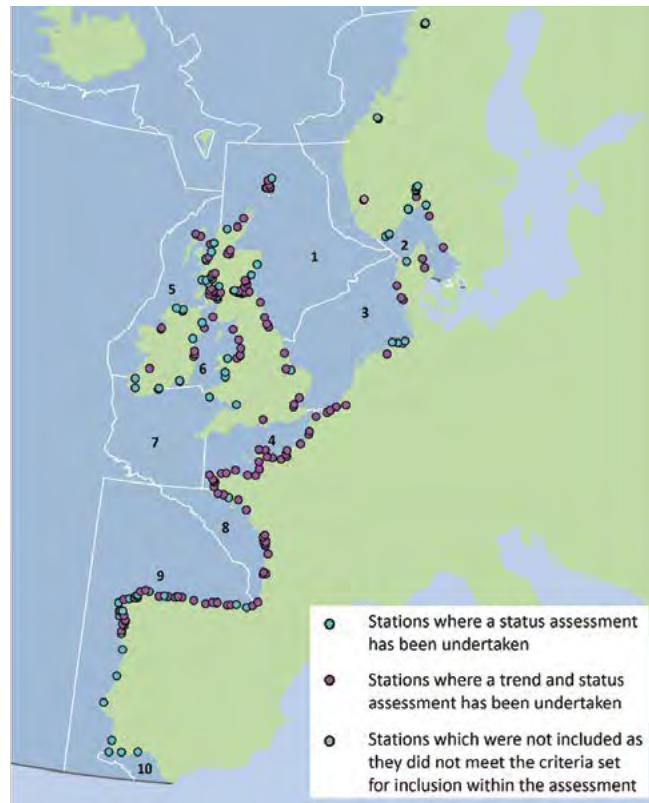 1
2
3
5
6
4
7
8
9
10
Stations where a status assessment
has been undertaken
Stations where a trend and status
assessment has been undertaken
Stations which were not included as
they did not meet the criteria set
for inclusion within the assessment